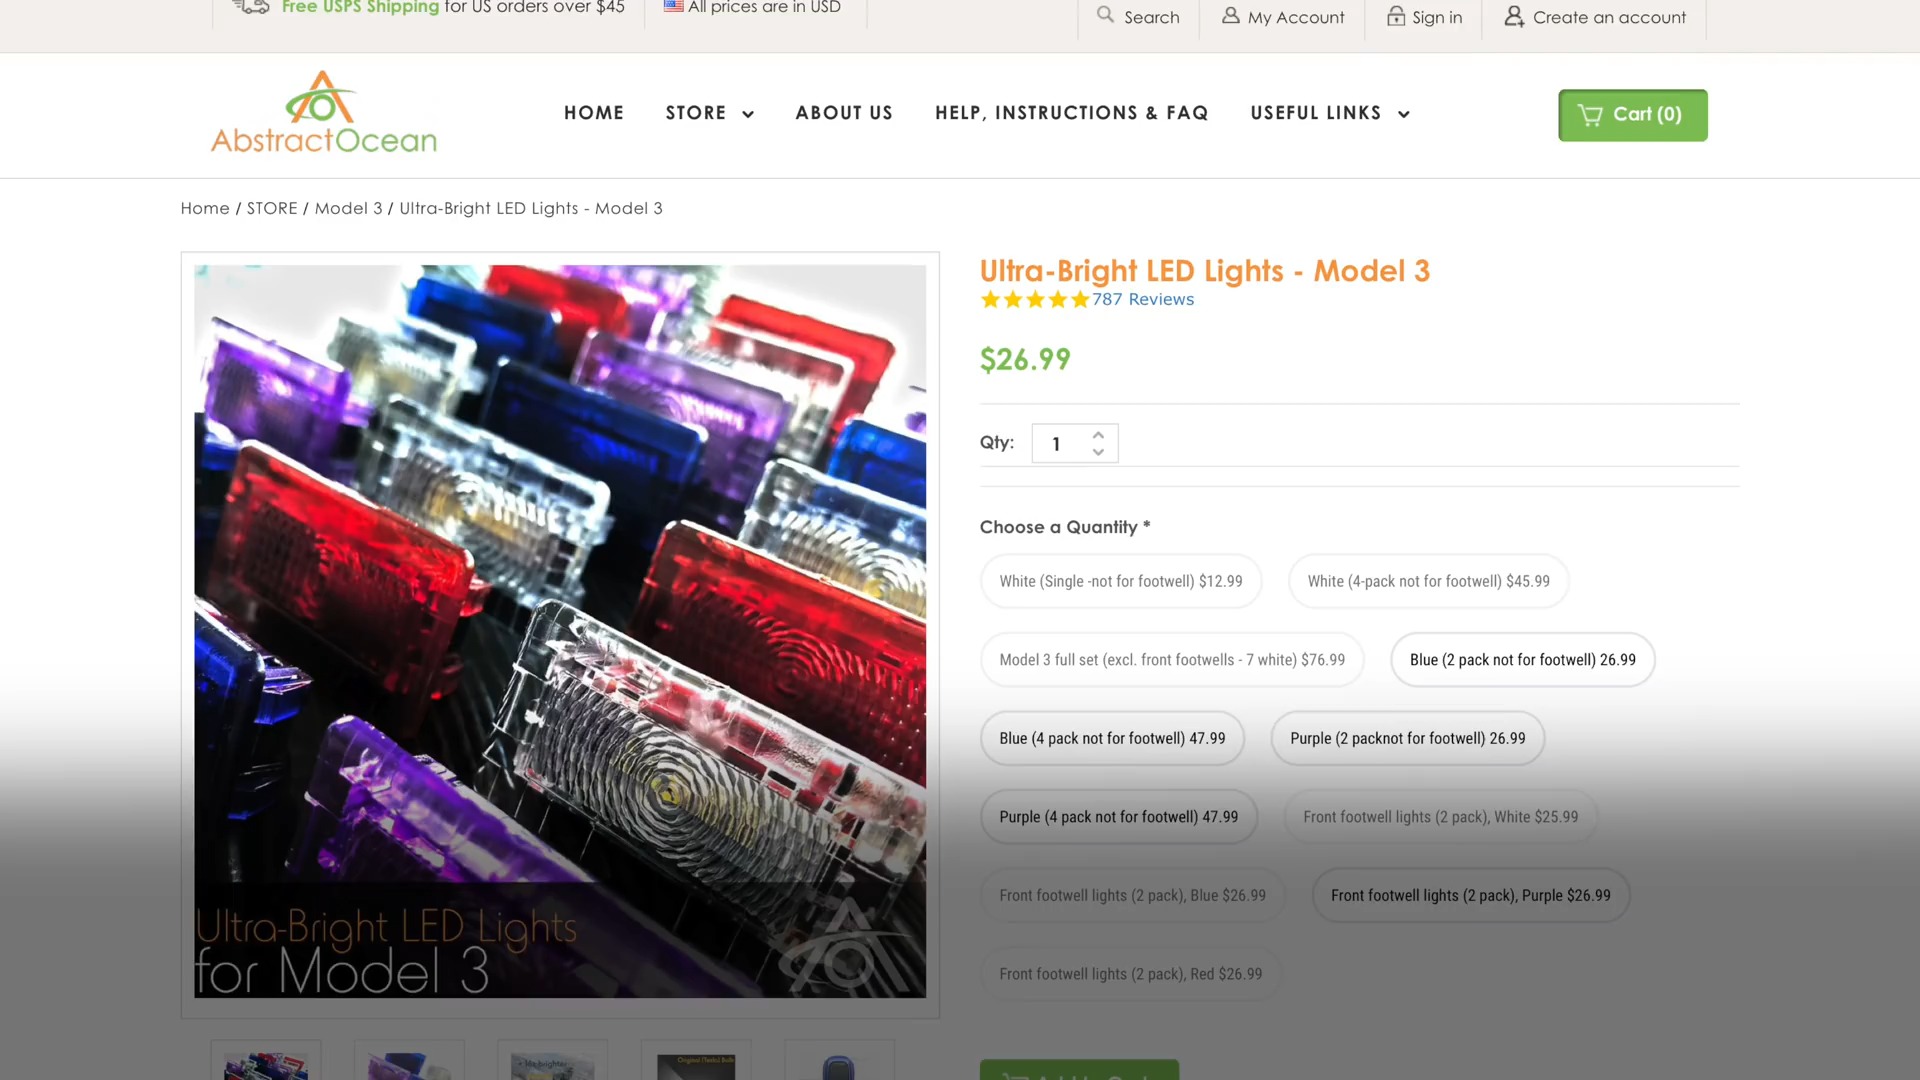 Free USPS Shipping for US orders over $45
All prices are in USD
Search
My Account
Sign in
Create an account
AbstractOcean
HOME
STORE
ABOUT US
HELP, INSTRUCTIONS & FAQ
USEFUL LINKS
Cart (0)
Home / STORE / Model 3 / Ultra-Bright LED Lights - Model 3
Ultra-Bright LED Lights - Model 3
787 Reviews
$26.99
Qty: 1
Choose a Quantity *
White (Single -not for footwell) $12.99
White (4-pack not for footwell) $45.99
Model 3 full set (excl. front footwells - 7 white) $76.99
Blue (2 pack not for footwell) 26.99
Blue (4 pack not for footwell) 47.99
Purple (2 packnot for footwell) 26.99
Purple (4 pack not for footwell) 47.99
Front footwell lights (2 pack), White $25.99
Front footwell lights (2 pack), Blue $26.99
Front footwell lights (2 pack), Purple $26.99
Front footwell lights (2 pack), Red $26.99
Ultra-Bright LED Lights
for Model 3